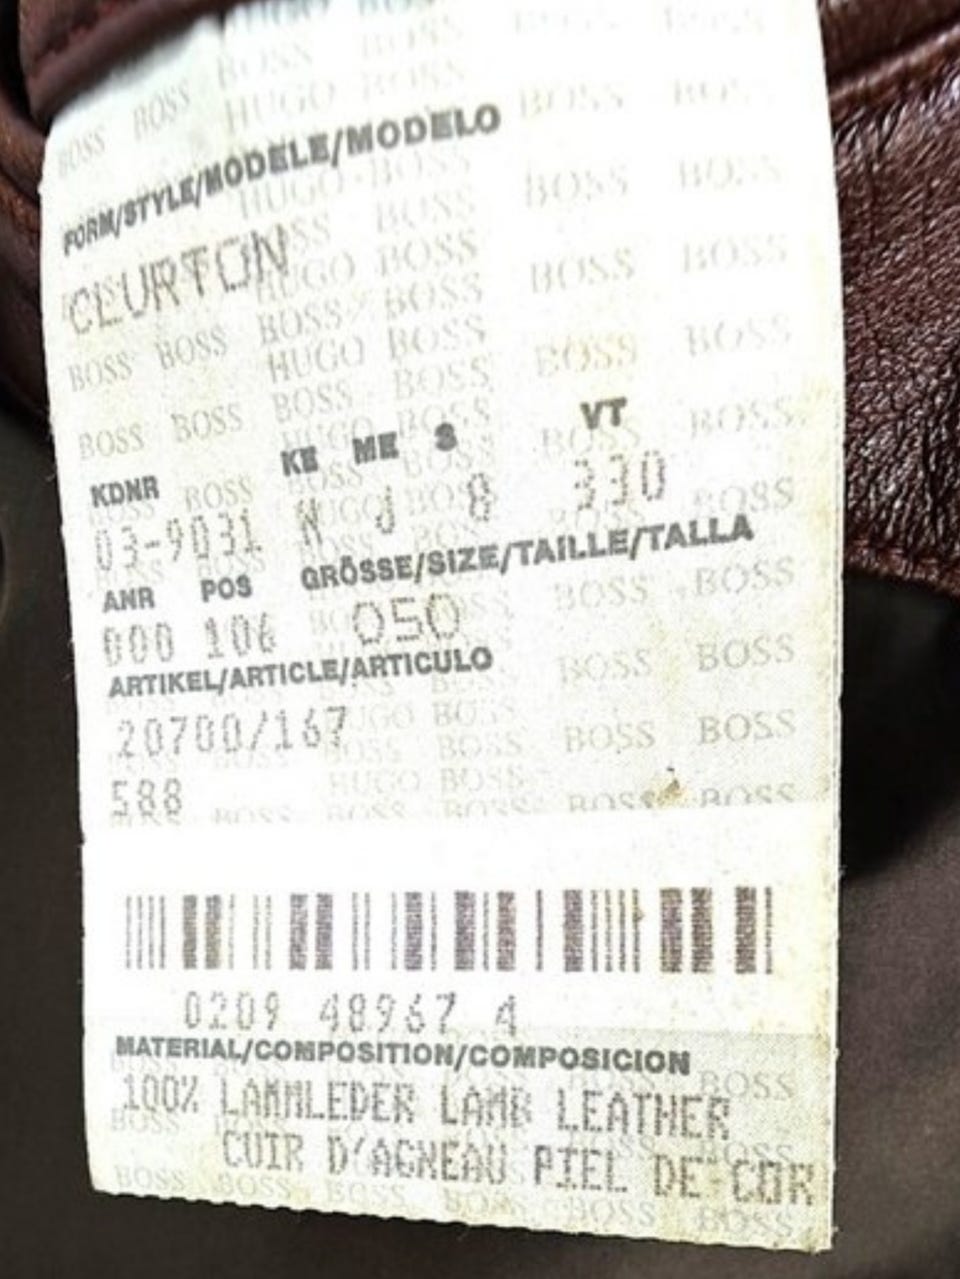 FORM/STYLE/MODELE/MODELO
CLURTON
KDNR KE ME S VT
03-9031 N J 8 330
ANR POS GRÖSSE/SIZE/TAILLE/TALLA
000 106 050
ARTIKEL/ARTICLE/ARTICULO
20700/167
588
0209 48967 4
MATERIAL/COMPOSITION/COMPOSICION
100% LAMMLEDER LAMB LEATHER
CUIR D'AGNEAU PIEL DE COR